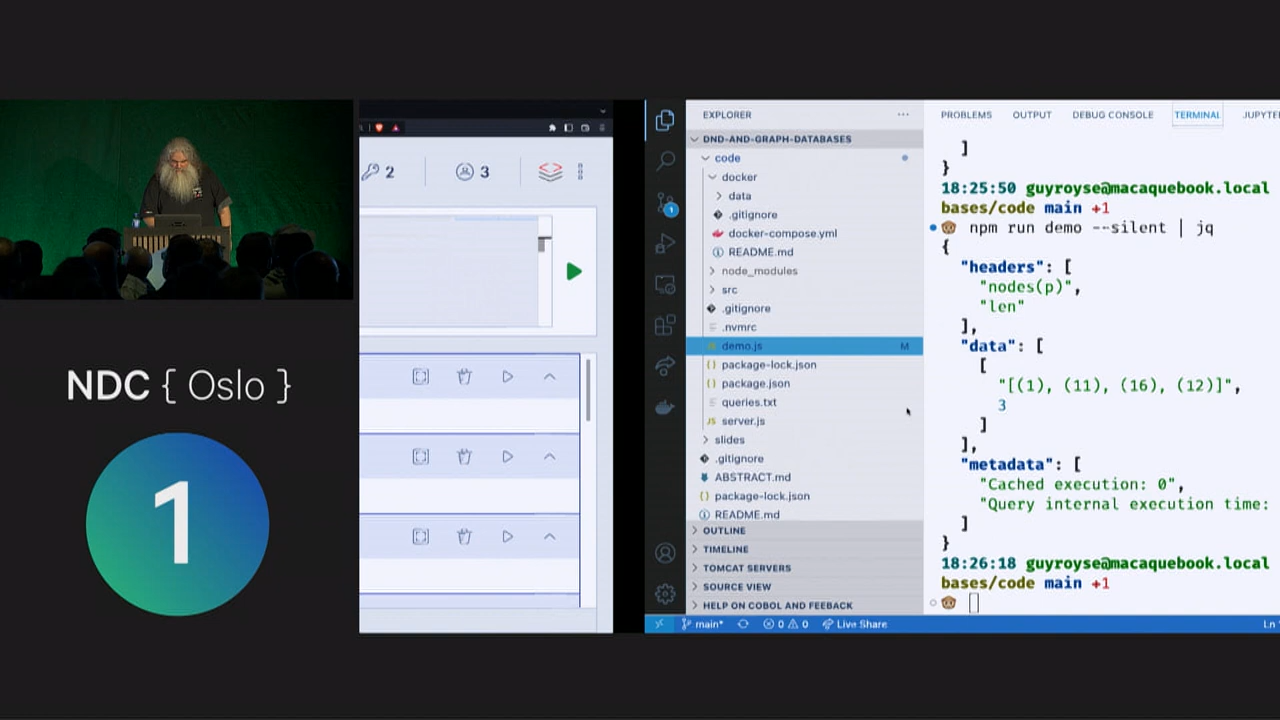 NDC { Oslo }
1
2
3
EXPLORER
DND-AND-GRAPH-DATABASES
code
docker
data
.gitignore
docker-compose.yml
README.md
node_modules
src
.gitignore
.nvmrc
demo.js M
package-lock.json
package.json
queries.txt
JS server.js
slides
.gitignore
ABSTRACT.md
package-lock.json
README.md
OUTLINE
TIMELINE
TOMCAT SERVERS
SOURCE VIEW
HELP ON COBOL AND FEEBACK
1
PROBLEMS OUTPUT DEBUG CONSOLE TERMINAL JUPYTE
]
}
18:25:50 guyroyse@macaquebook.local
bases/code main +1
npm run demo --silent | jq
{
"headers": [
"nodes(p)",
"len"
],
"data": [
[
"[(1), (11), (16), (12)]",
3
]
],
"metadata": [
"Cached execution: 0",
"Query internal execution time:
]
}
18:26:18 guyroyse@macaquebook.local
bases/code main +1
main* 0 0 Live Share Ln